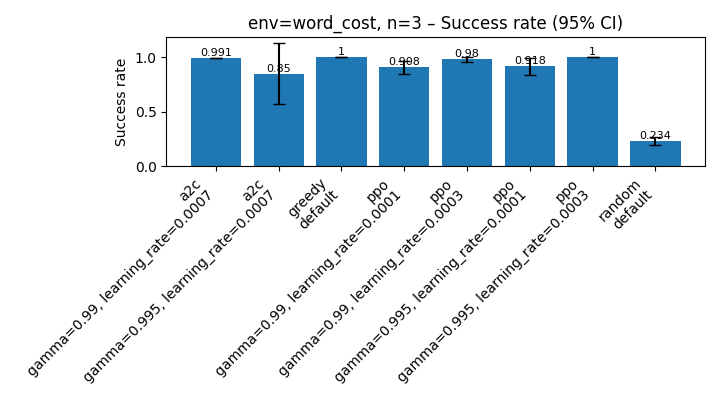 env=word_cost, n=3 – Success rate (95% CI)
Success rate
1.0
0.5
0.0
0.991
0.85
1
0.908
0.98
0.918
1
0.234
a2c
gamma=0.99, learning_rate=0.0007
a2c
gamma=0.995, learning_rate=0.0007
greedy
default
ppo
gamma=0.99, learning_rate=0.0001
ppo
gamma=0.99, learning_rate=0.0003
ppo
gamma=0.995, learning_rate=0.0001
ppo
gamma=0.995, learning_rate=0.0003
random
default